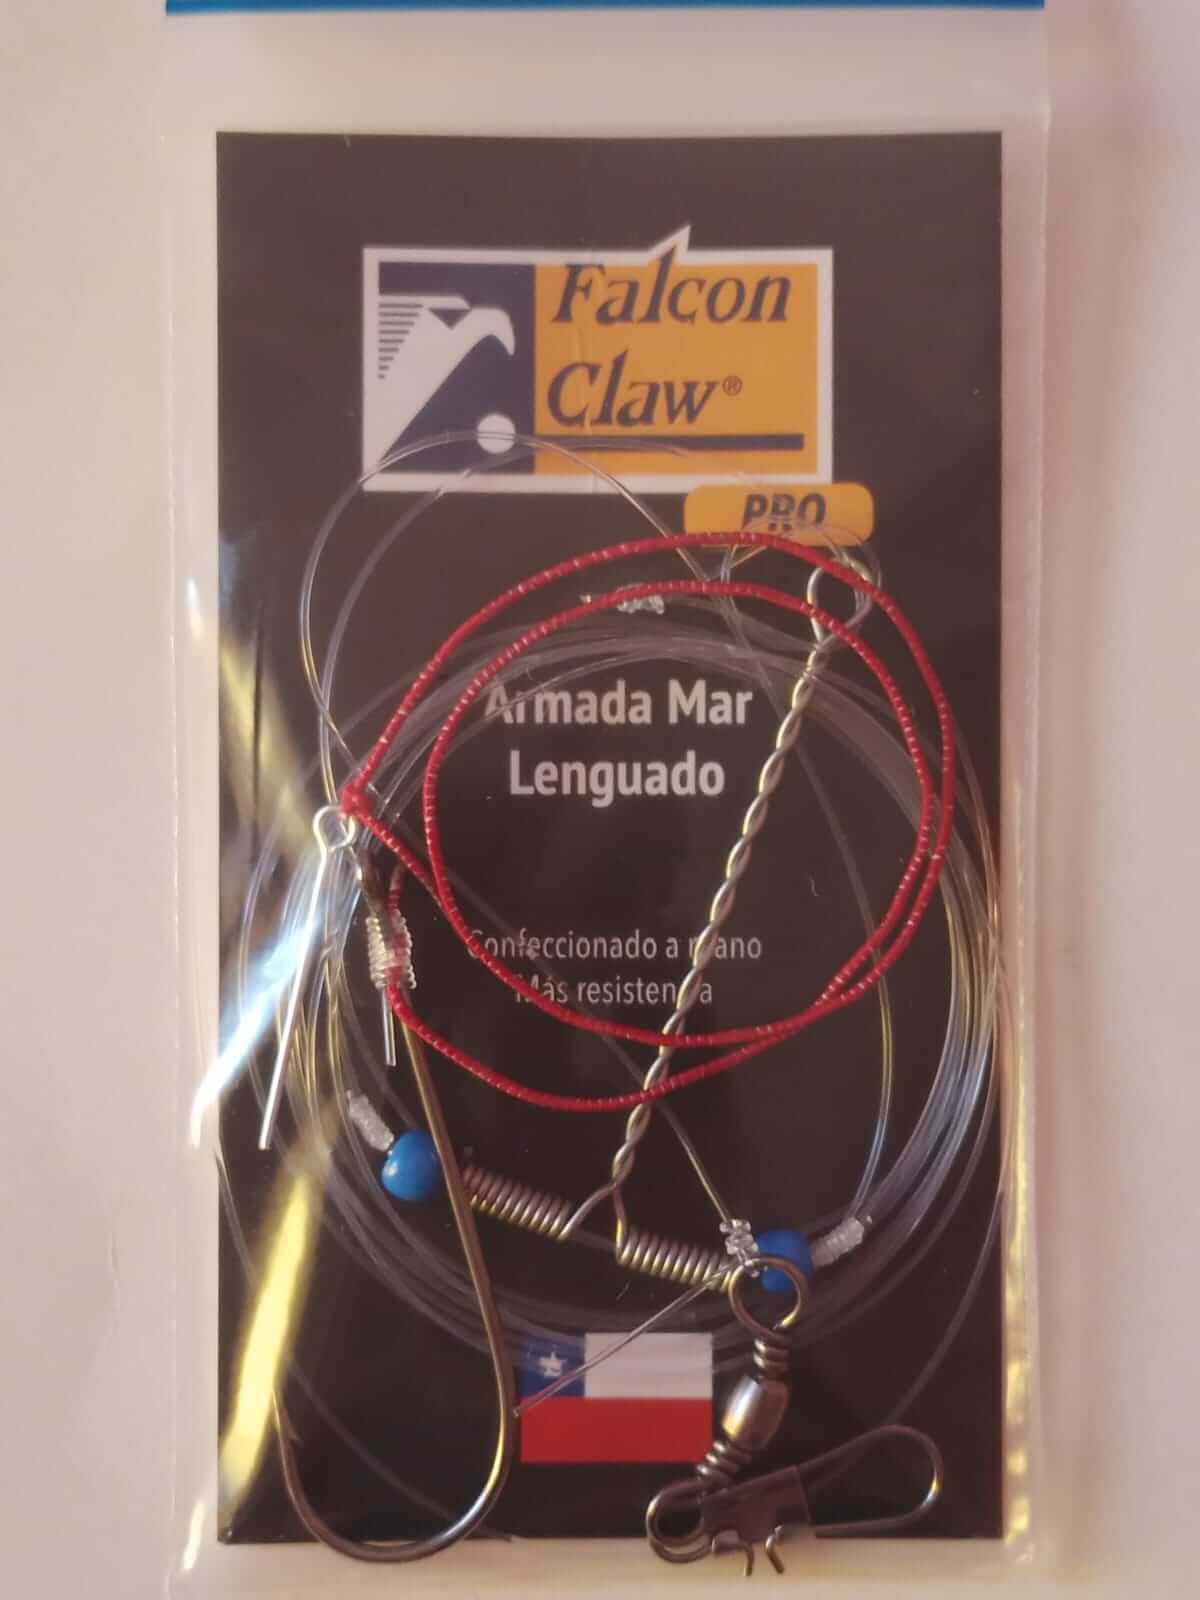 Falcon
Claw®
PRO
Armada Mar
Lenguado
Confeccionado a mano
Más resistencia